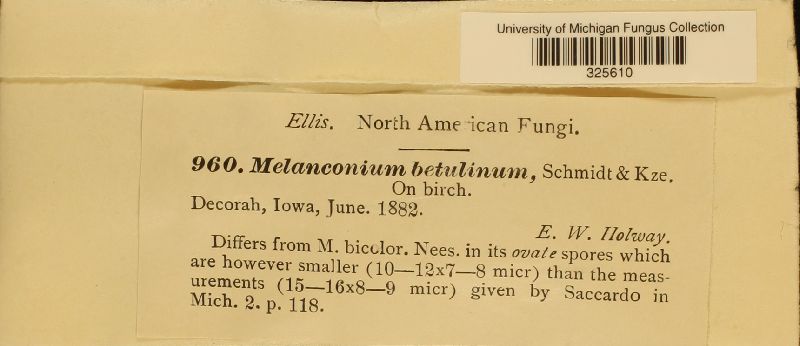 University of Michigan Fungus Collection
325610
Ellis. North American Fungi.
960. Melanconium betulinum, Schmidt & Kze.
On birch.
Decorah, Iowa, June. 1882.
E. W. Holway.
Differs from M. bicolor. Nees. in its ovate spores which
are however smaller (10—12x7—8 micr) than the meas-
urements (15—16x8—9 micr) given by Saccardo in
Mich. 2. p. 118.